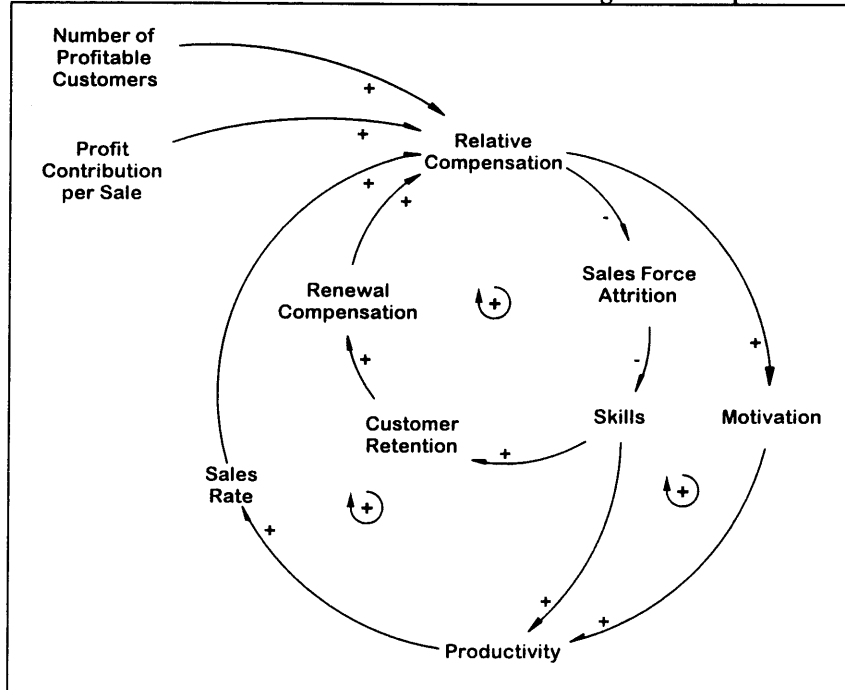 Number of
Profitable
Customers
+
Profit
Contribution
per Sale
+
Relative
Compensation
+
+
-
Renewal
Compensation
+
Sales Force
Attrition
+
-
+
Customer
Retention
Skills
Motivation
+
Sales
Rate
+
+
+
+
+
Productivity